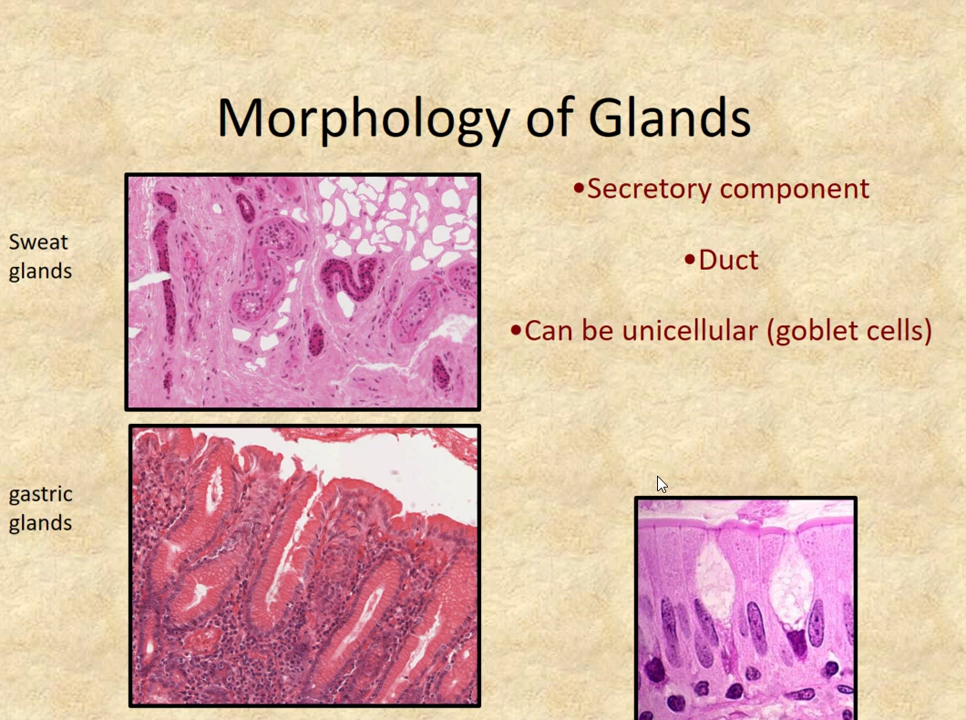 Morphology of Glands
Sweat
glands
•Secretory component
•Duct
•Can be unicellular (goblet cells)
gastric
glands